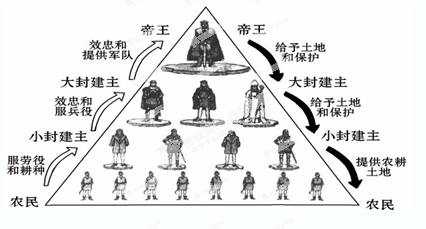 帝王 帝王
效忠和
提供军队
给予土地
和保护
大封建主 大封建主
效忠和
服兵役
给予土地
和保护
小封建主 小封建主
服劳役
和耕种
提供农耕
土地
农民 农民